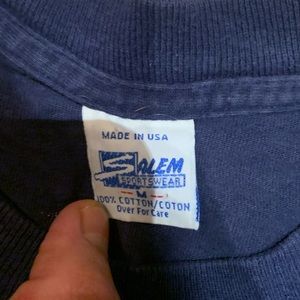 MADE IN USA
SALEM
SPORTSWEAR
M
100% COTTON/COTON
Over For Care